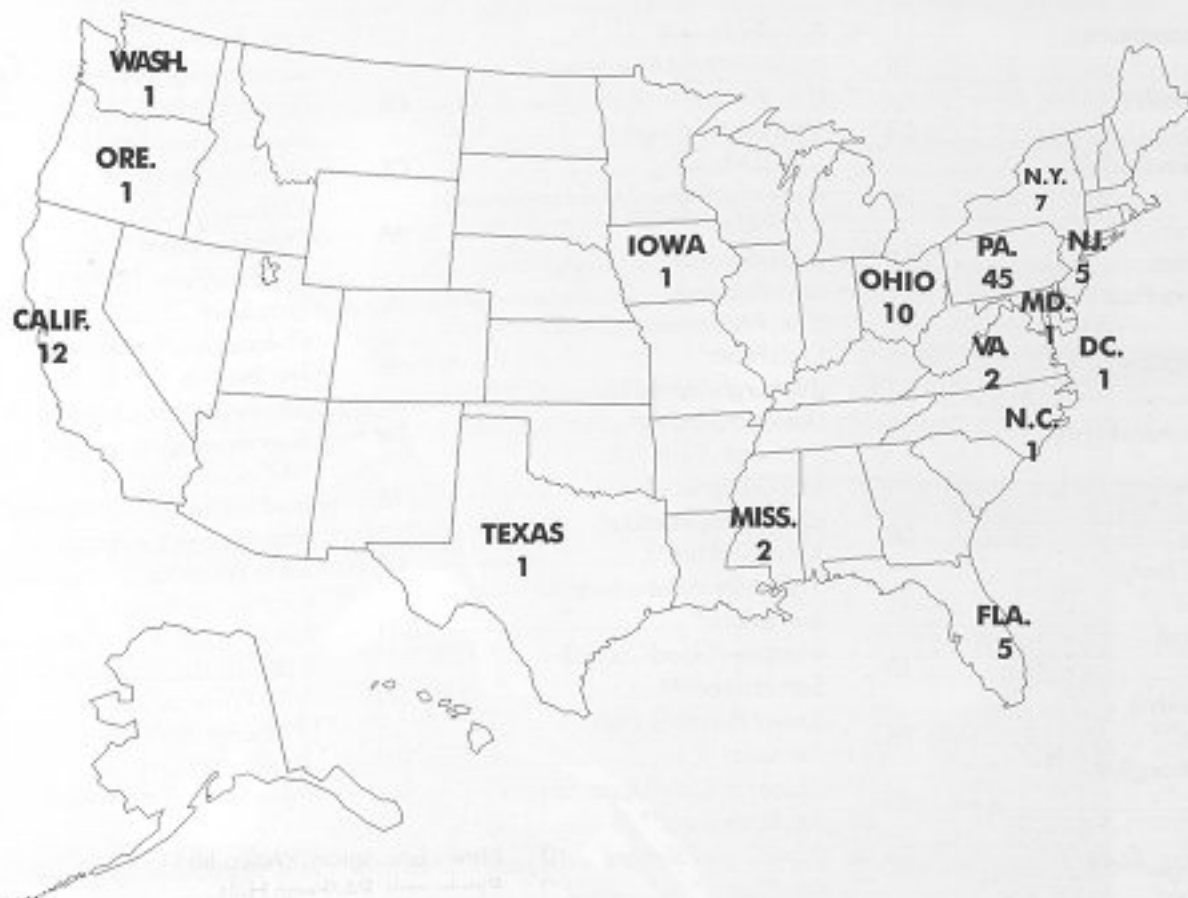 WASH.
1
ORE.
1
CALIF.
12
IOWA
1
TEXAS
1
MISS.
2
OHIO
10
N.Y.
7
PA.
45
N.J.
5
MD.
1
DC.
1
VA.
2
N.C.
1
FLA.
5